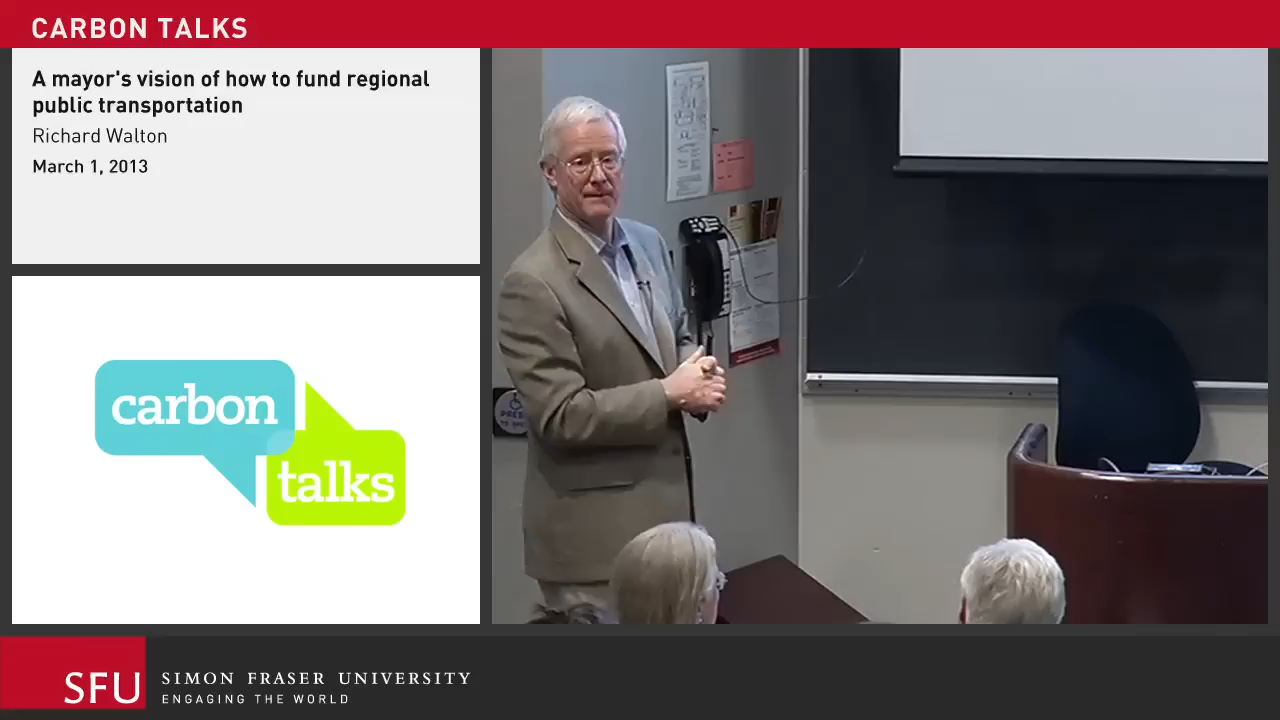 CARBON TALKS
A mayor's vision of how to fund regional
public transportation
Richard Walton
March 1, 2013
carbon
talks
SFU
SIMON FRASER UNIVERSITY
ENGAGING THE WORLD